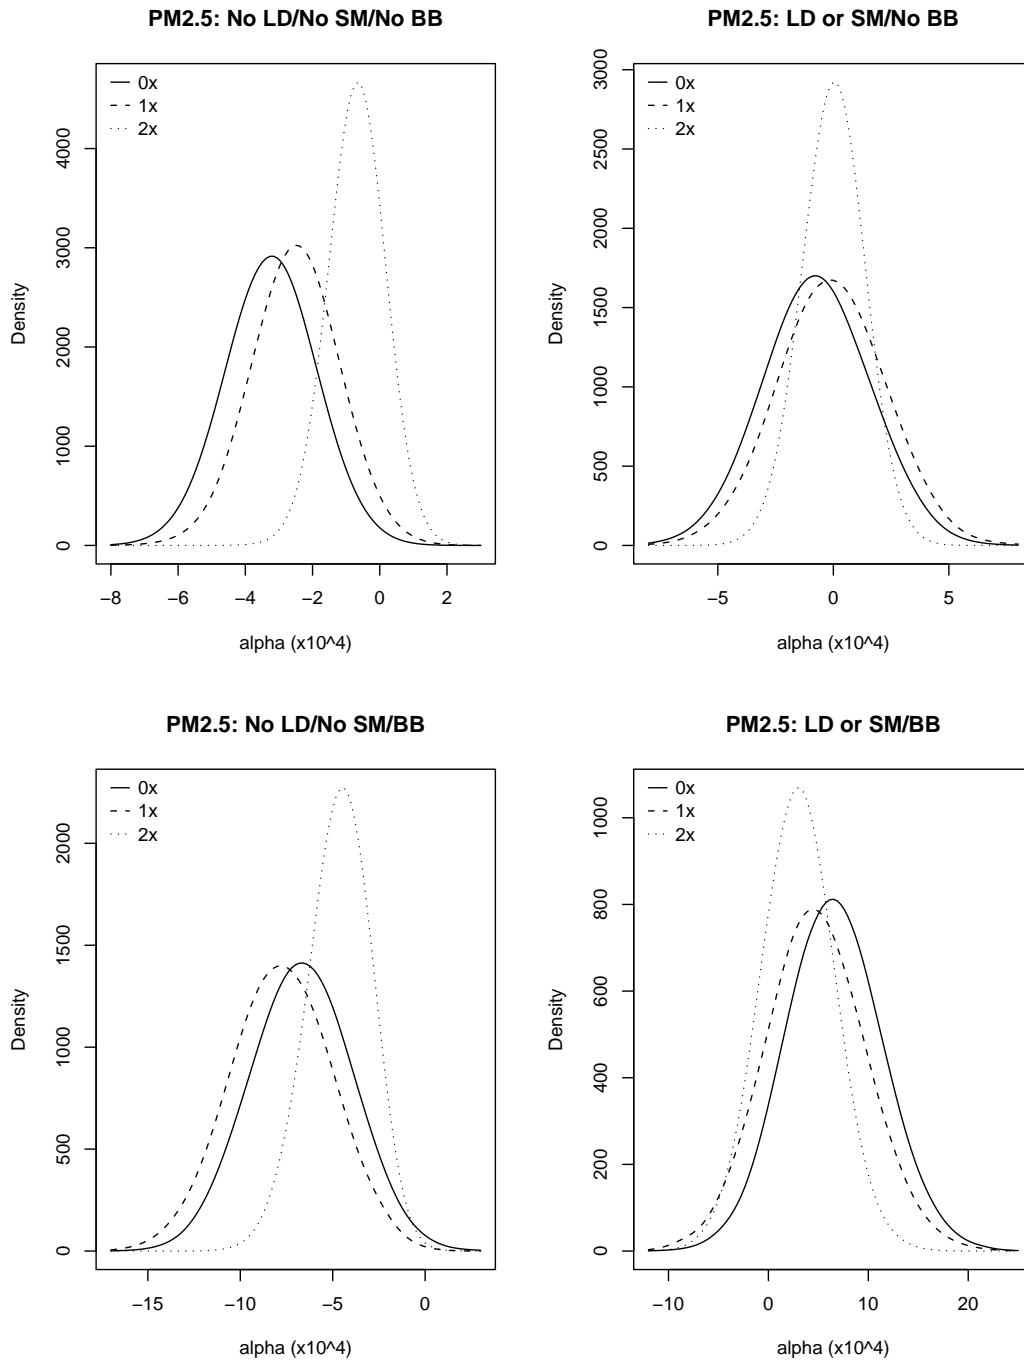 PM2.5: No LD/No SM/No BB
0x
1x
2x
Density
0
1000
2000
3000
4000
−8 −6 −4 −2 0 2
alpha (x10^4)
PM2.5: LD or SM/No BB
0x
1x
2x
Density
0
500
1000
1500
2000
2500
3000
−5 0 5
alpha (x10^4)
PM2.5: No LD/No SM/BB
0x
1x
2x
Density
0
500
1000
1500
2000
−15 −10 −5 0
alpha (x10^4)
PM2.5: LD or SM/BB
0x
1x
2x
Density
0
200
400
600
800
1000
−10 0 10 20
alpha (x10^4)